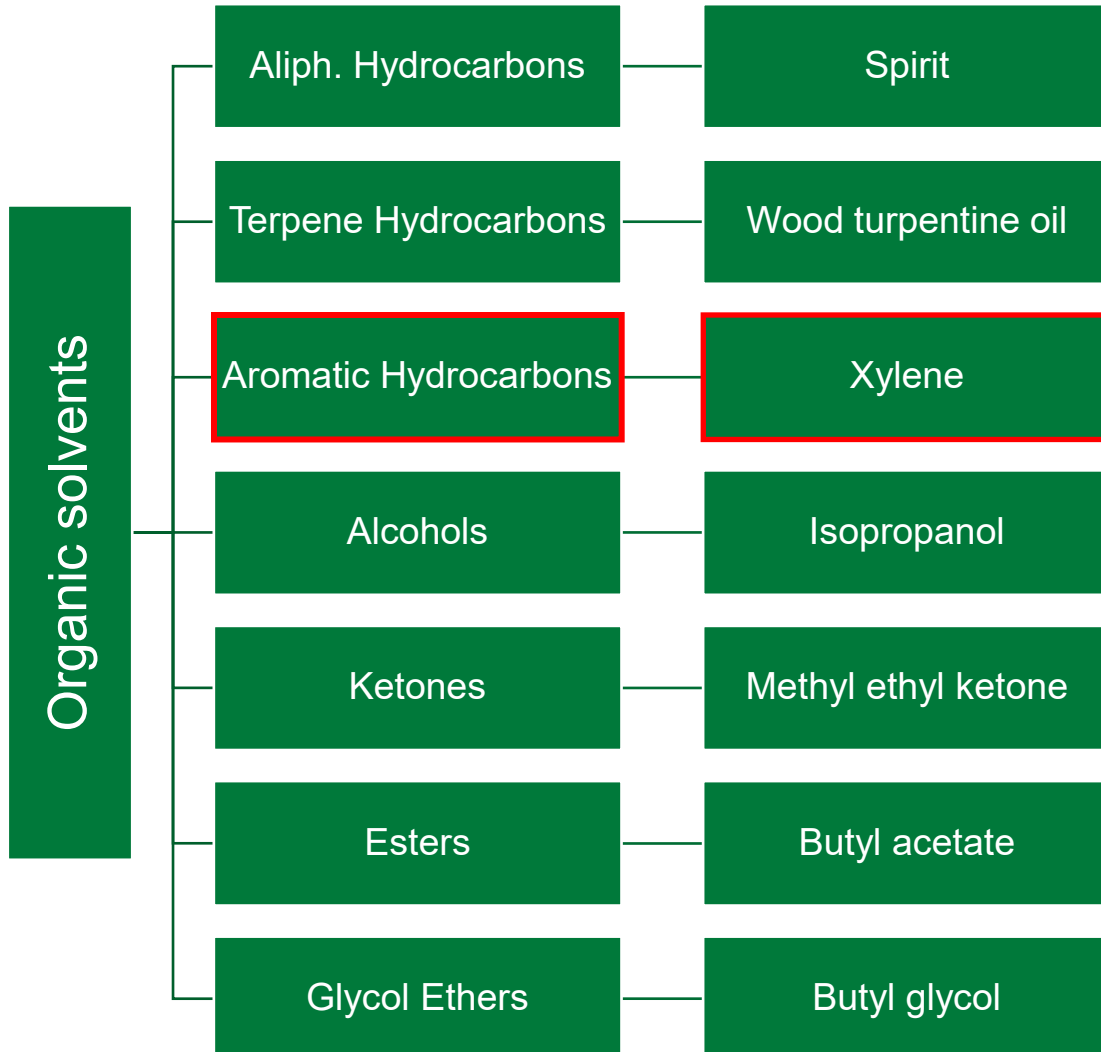 Organic solvents
Aliph. Hydrocarbons
Spirit
Terpene Hydrocarbons
Wood turpentine oil
Aromatic Hydrocarbons
Xylene
Alcohols
Isopropanol
Ketones
Methyl ethyl ketone
Esters
Butyl acetate
Glycol Ethers
Butyl glycol